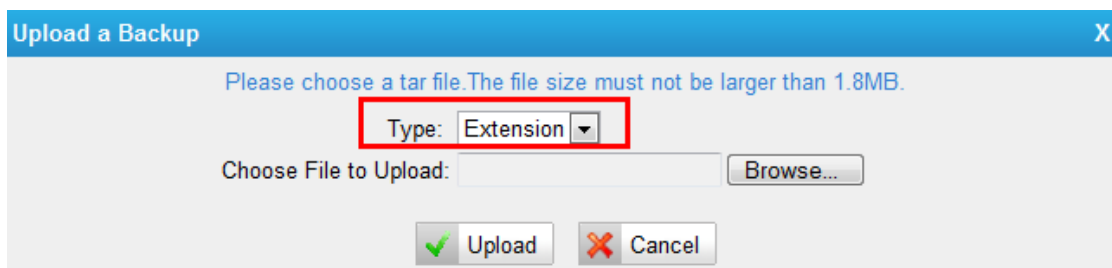 Upload a Backup X
Please choose a tar file.The file size must not be larger than 1.8MB.
Type: Extension
Choose File to Upload: Browse...
Upload Cancel